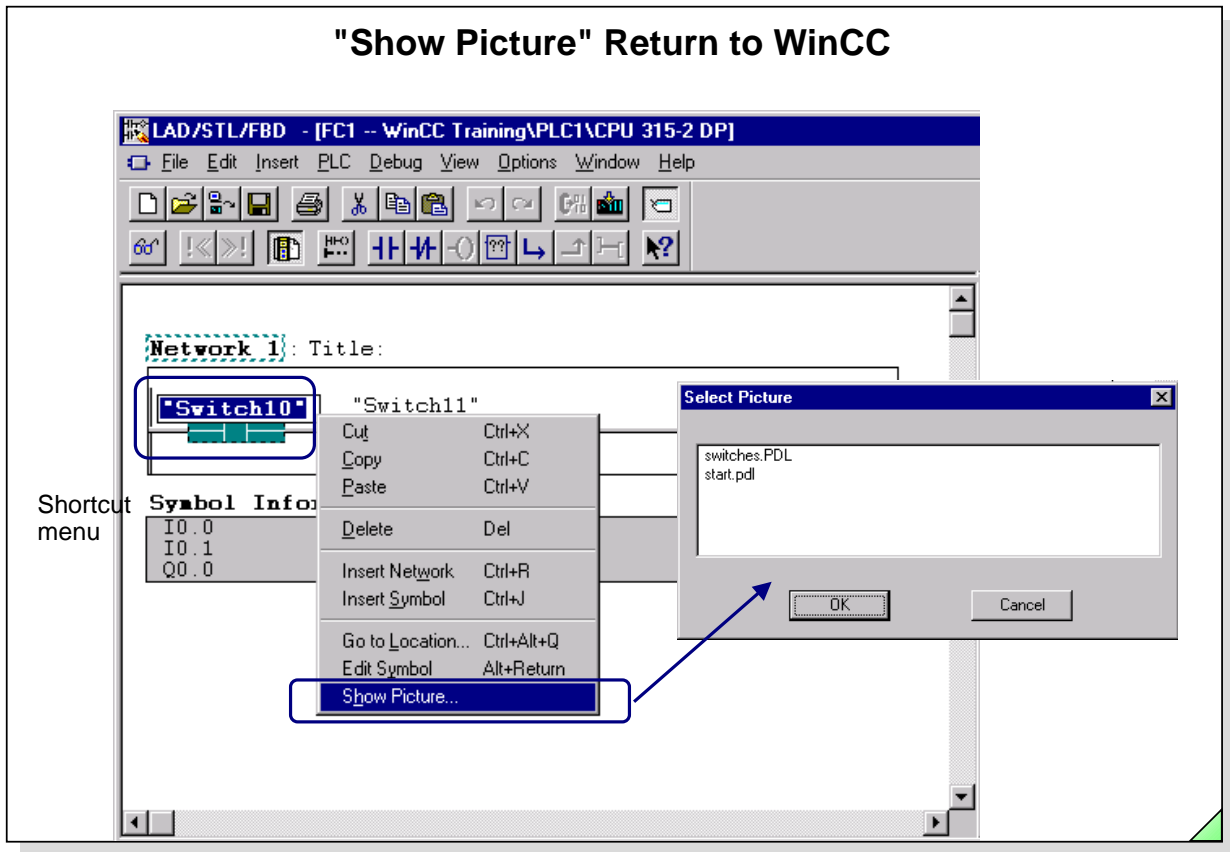 "Show Picture" Return to WinCC
LAD/STL/FBD - [FC1 -- WinCC Training\PLC1\CPU 315-2 DP]
File Edit Insert PLC Debug View Options Window Help
Network 1: Title:
"Switch10" "Switch11"
Cut Ctrl+X
Copy Ctrl+C
Paste Ctrl+V
Delete Del
Insert Network Ctrl+R
Insert Symbol Ctrl+J
Go to Location... Ctrl+Alt+Q
Edit Symbol Alt+Return
Show Picture...
Shortcut
menu
Symbol Infor
I0.0
I0.1
Q0.0
Select Picture
switches.PDL
start.pdl
OK Cancel